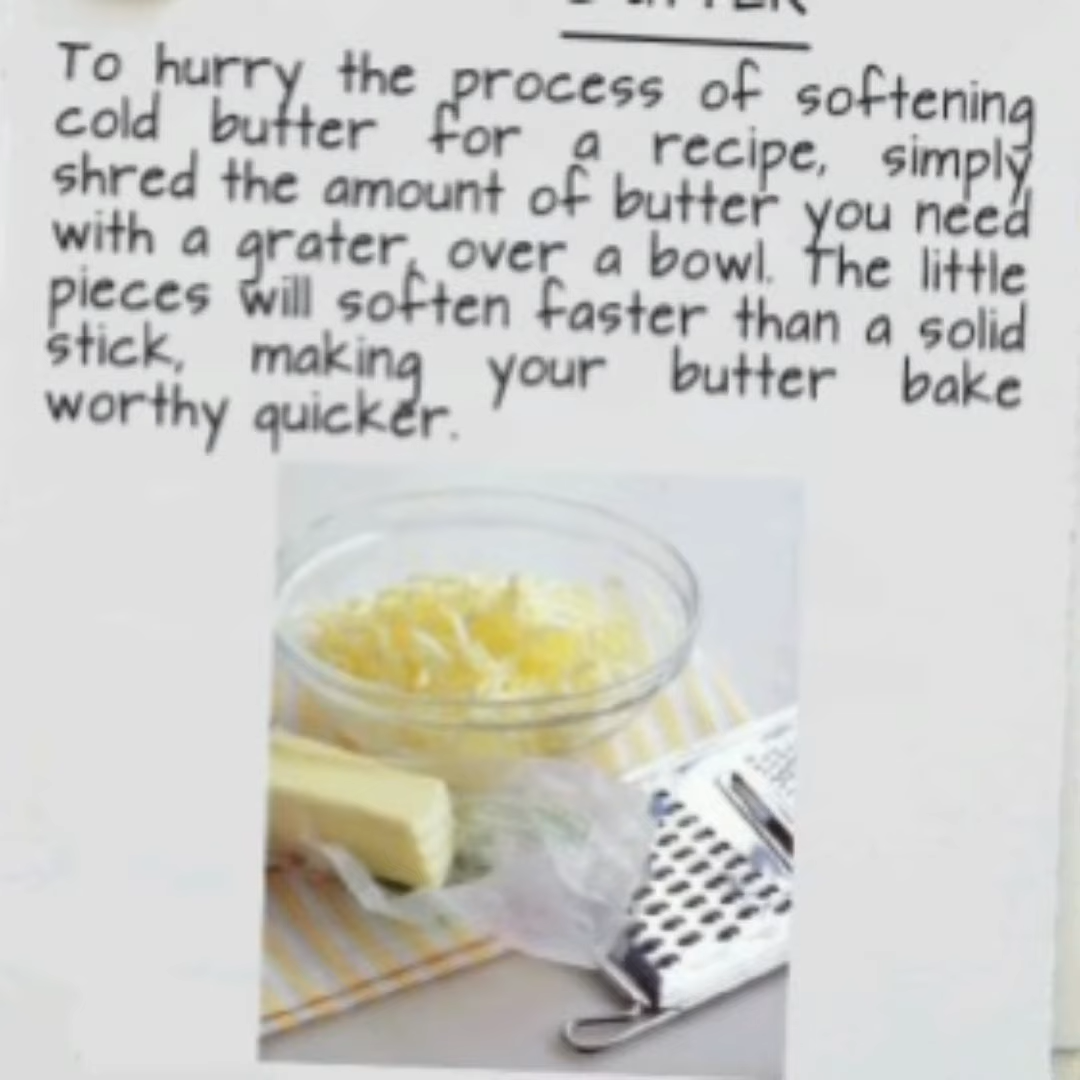 BUTTER
To hurry the process of softening
cold butter for a recipe, simply
shred the amount of butter you need
with a grater, over a bowl. The little
pieces will soften faster than a solid
stick, making your butter bake
worthy quicker.